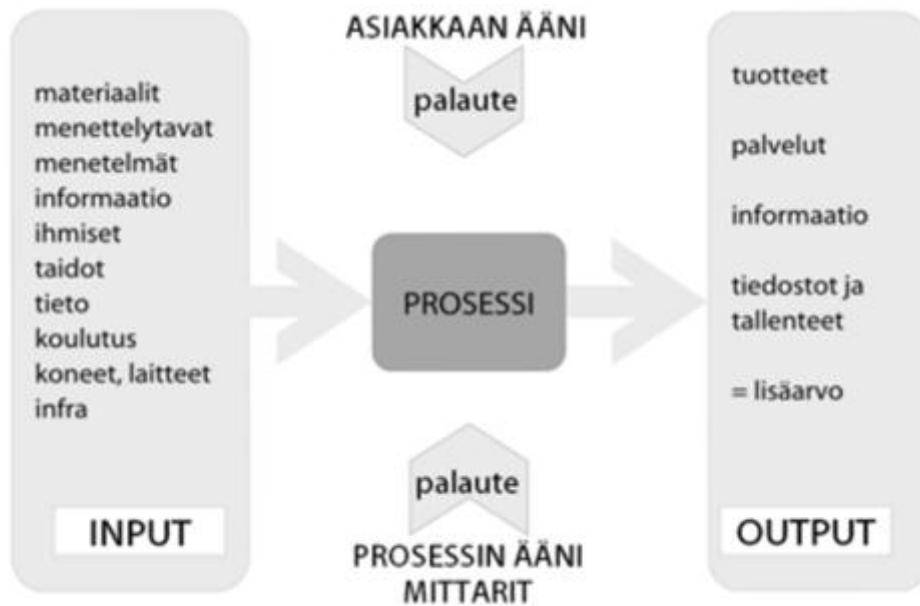 materiaalit
menettelytavat
menetelmät
informaatio
ihmiset
taidot
tieto
koulutus
koneet, laitteet
infra
INPUT
ASIAKKAAN ÄÄNI
palaute
PROSESSI
palaute
PROSESSIN ÄÄNI
MITTARIT
tuotteet
palvelut
informaatio
tiedostot ja
tallenteet
= lisäarvo
OUTPUT